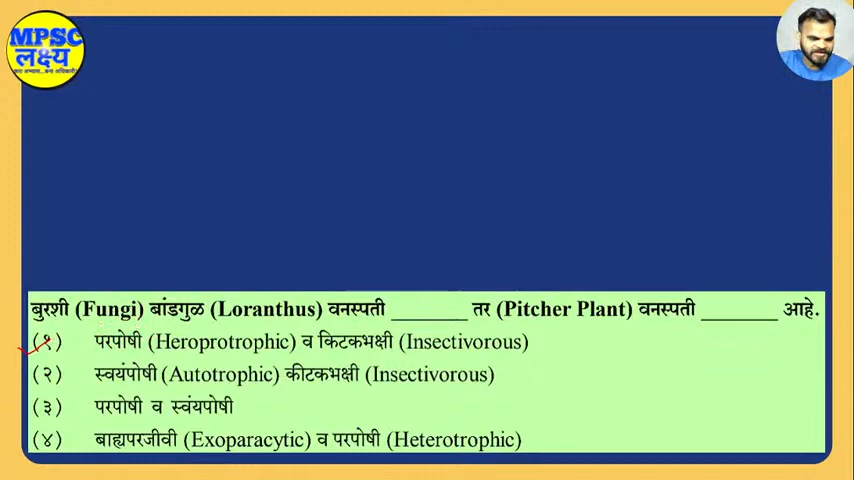 MPSC
लक्ष्य
बुरशी (Fungi) बांडगुळ (Loranthus) वनस्पती ________ तर (Pitcher Plant) वनस्पती ________ आहे.
(१) परपोषी (Heroprotrophic) व किटकभक्षी (Insectivorous)
(२) स्वयंपोषी (Autotrophic) कीटकभक्षी (Insectivorous)
(३) परपोषी व स्वंयपोषी
(४) बाह्यपरजीवी (Exoparacytic) व परपोषी (Heterotrophic)